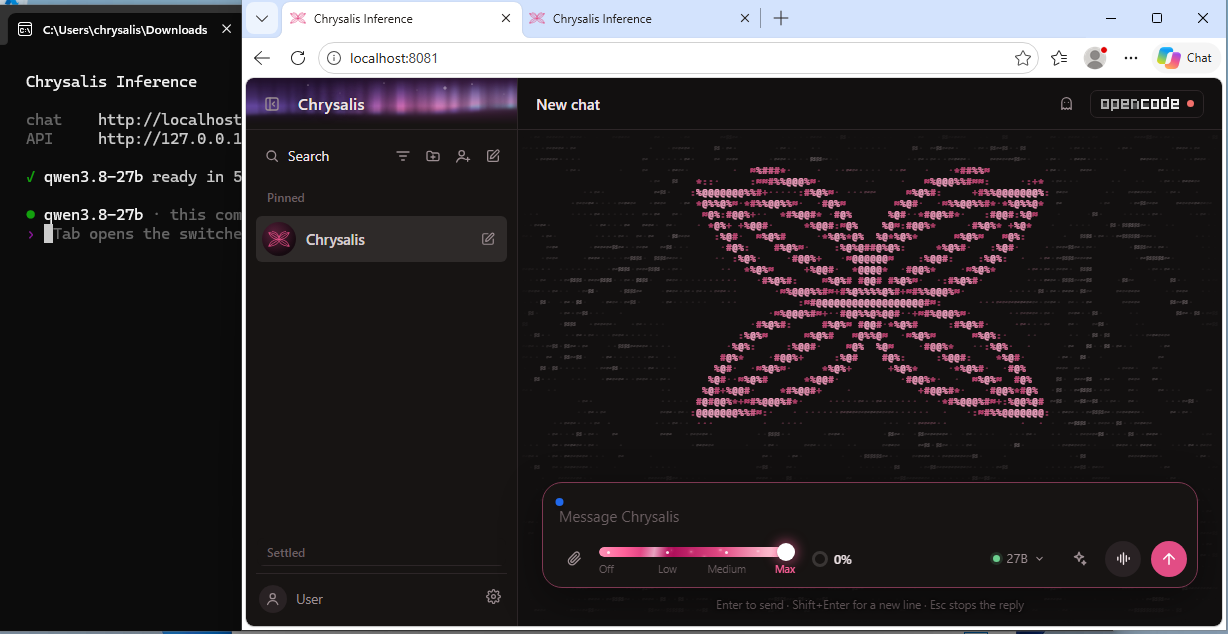 C:\Users\chrysalis\Downloads
Chrysalis Inference
chat http://localhost
API http://127.0.0.1
✓ qwen3.8-27b ready in 5
● qwen3.8-27b · this com
› Tab opens the switche
Chrysalis Inference
Chrysalis Inference
localhost:8081
Chat
Chrysalis
Search
Pinned
Chrysalis
Settled
User
New chat
opencode
Message Chrysalis
Off Low Medium Max
0%
27B
Enter to send · Shift+Enter for a new line · Esc stops the reply